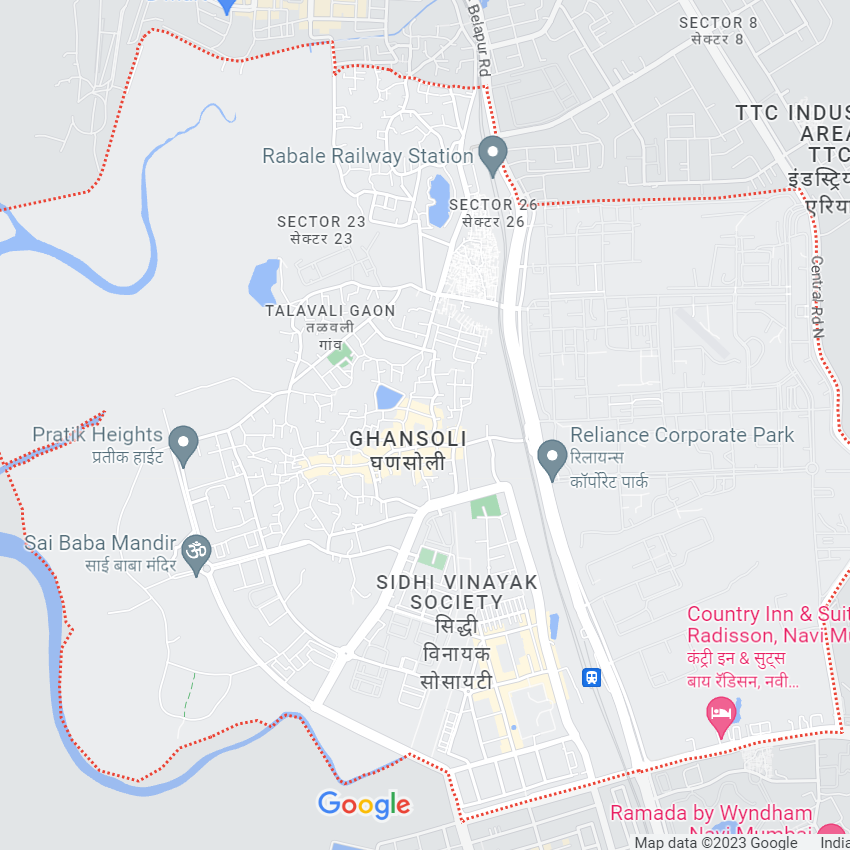 Belapur Rd
SECTOR 8
सेक्टर 8
TTC INDUS
AREA
TTC
इंडस्ट्रिय
एरिया
Rabale Railway Station
SECTOR 26
सेक्टर 26
SECTOR 23
सेक्टर 23
Central Rd N
TALAVALI GAON
तळवली
गांव
Pratik Heights
प्रतीक हाईट
GHANSOLI
घणसोली
Reliance Corporate Park
रिलायन्स
कॉर्पोरेट पार्क
Sai Baba Mandir
साई बाबा मंदिर
SIDHI VINAYAK
SOCIETY
सिद्धी
विनायक
सोसायटी
Country Inn & Suit
Radisson, Navi Mu
कंट्री इन & सुट्स
बाय रॅडिसन, नवी...
Google
Ramada by Wyndham
Navi Mumbai
Map data ©2023 Google
India